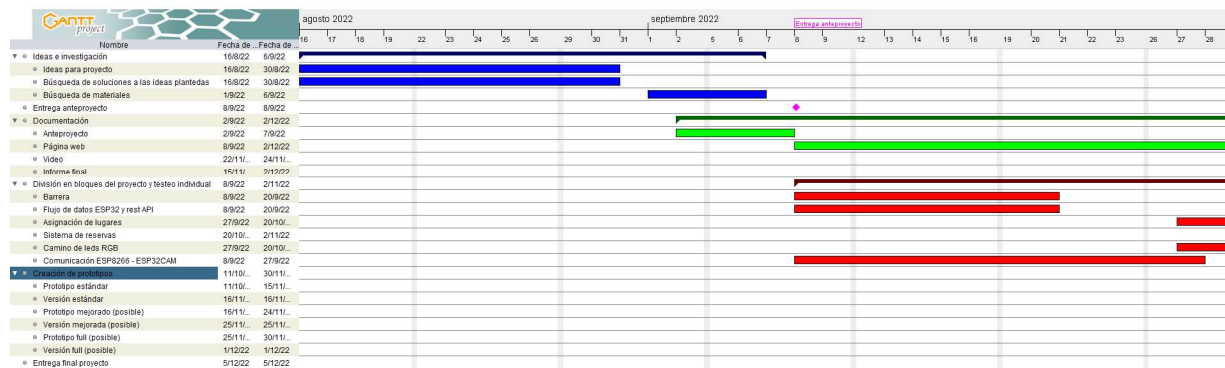 GANTT
project
agosto 2022
septiembre 2022
Entrega anteproyecto
16 17 18 19 22 23 24 25 26 29 30 31 1 2 5 6 7 8 9 12 13 14 15 16 19 20 21 22 23 26 27 28
Nombre Fecha de ... Fecha de ...
Ideas e investigación 16/8/22 6/9/22
Ideas para proyecto 16/8/22 30/8/22
Búsqueda de soluciones a las ideas plantedas 16/8/22 30/8/22
Búsqueda de materiales 1/9/22 6/9/22
Entrega anteproyecto 8/9/22 8/9/22
Documentación 2/9/22 2/12/22
Anteproyecto 2/9/22 7/9/22
Página web 8/9/22 2/12/22
Video 22/11/... 24/11/...
Informe final 15/11/... 2/12/22
División en bloques del proyecto y testeo individual 8/9/22 2/11/22
Barrera 8/9/22 20/9/22
Flujo de datos ESP32 y rest API 8/9/22 20/9/22
Asignación de lugares 27/9/22 20/10/...
Sistema de reservas 20/10/... 2/11/22
Camino de leds RGB 27/9/22 20/10/...
Comunicación ESP8266 - ESP32CAM 8/9/22 27/9/22
Creación de prototipos 11/10/... 30/11/...
Prototipo estándar 11/10/... 15/11/...
Versión estándar 16/11/... 16/11/...
Prototipo mejorado (posible) 16/11/... 24/11/...
Versión mejorada (posible) 25/11/... 25/11/...
Prototipo full (posible) 25/11/... 30/11/...
Versión full (posible) 1/12/22 1/12/22
Entrega final proyecto 5/12/22 5/12/22